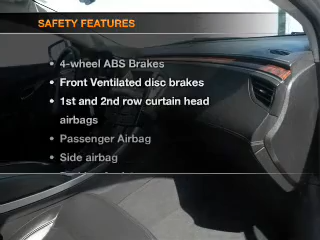 SAFETY FEATURES
• 4-wheel ABS Brakes
• Front Ventilated disc brakes
• 1st and 2nd row curtain head
airbags
• Passenger Airbag
• Side airbag